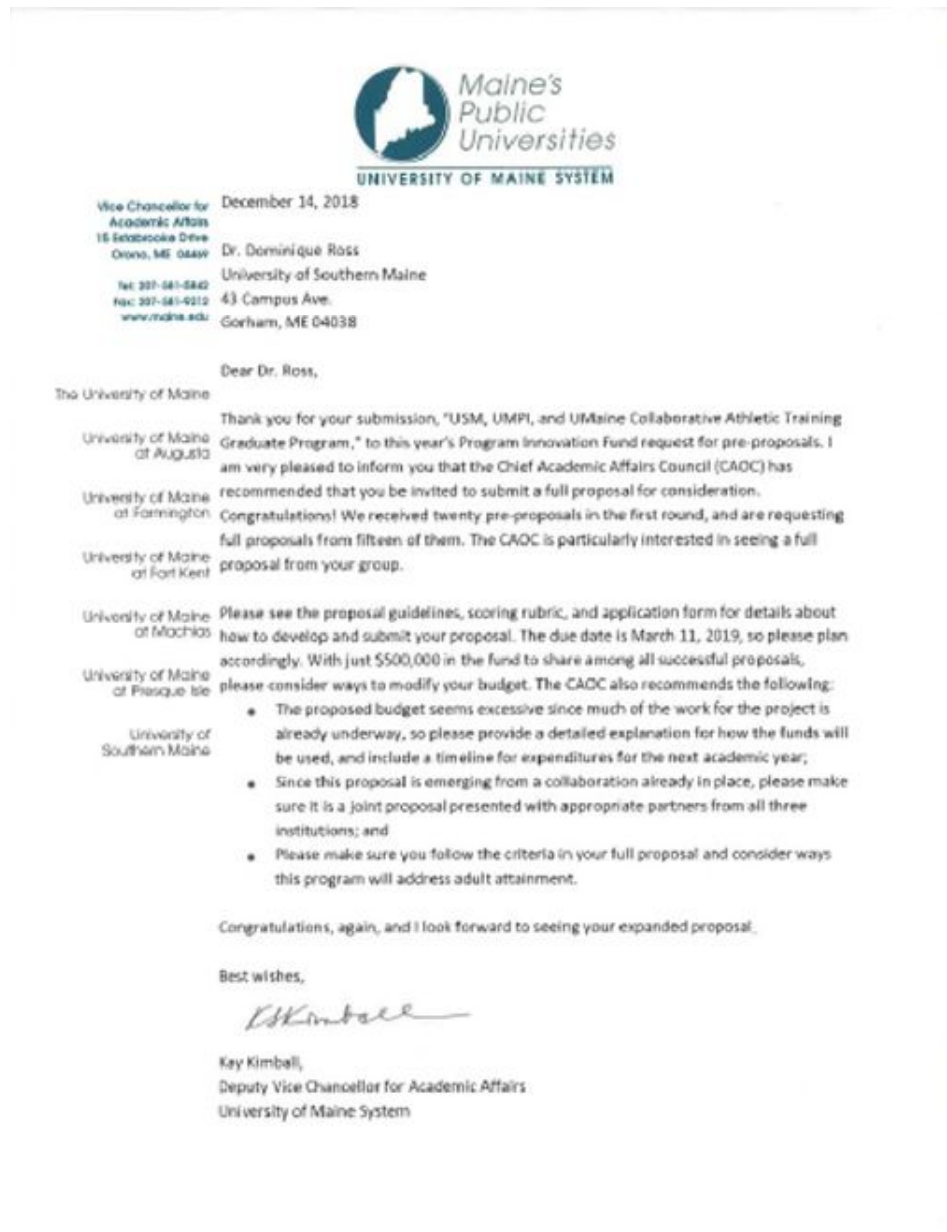 Maine's
Public
Universities
UNIVERSITY OF MAINE SYSTEM
Vice Chancellor for
Academic Affairs
15 Estabrooke Drive
Orono, ME 04469
Tel: 207-581-5842
Fax: 207-581-9212
www.maine.edu
The University of Maine
University of Maine
at Augusta
University of Maine
at Farmington
University of Maine
at Fort Kent
University of Maine
at Machias
University of Maine
at Presque Isle
University of
Southern Maine
December 14, 2018
Dr. Dominique Ross
University of Southern Maine
43 Campus Ave.
Gorham, ME 04038
Dear Dr. Ross,
Thank you for your submission, "USM, UMPI, and UMaine Collaborative Athletic Training
Graduate Program," to this year's Program Innovation Fund request for pre-proposals. I
am very pleased to inform you that the Chief Academic Affairs Council (CAOC) has
recommended that you be invited to submit a full proposal for consideration.
Congratulations! We received twenty pre-proposals in the first round, and are requesting
full proposals from fifteen of them. The CAOC is particularly interested in seeing a full
proposal from your group.
Please see the proposal guidelines, scoring rubric, and application form for details about
how to develop and submit your proposal. The due date is March 11, 2019, so please plan
accordingly. With just $500,000 in the fund to share among all successful proposals,
please consider ways to modify your budget. The CAOC also recommends the following:
• The proposed budget seems excessive since much of the work for the project is
already underway, so please provide a detailed explanation for how the funds will
be used, and include a timeline for expenditures for the next academic year;
• Since this proposal is emerging from a collaboration already in place, please make
sure it is a joint proposal presented with appropriate partners from all three
institutions; and
• Please make sure you follow the criteria in your full proposal and consider ways
this program will address adult attainment.
Congratulations, again, and I look forward to seeing your expanded proposal.
Best wishes,
KSKimball
Kay Kimball,
Deputy Vice Chancellor for Academic Affairs
University of Maine System